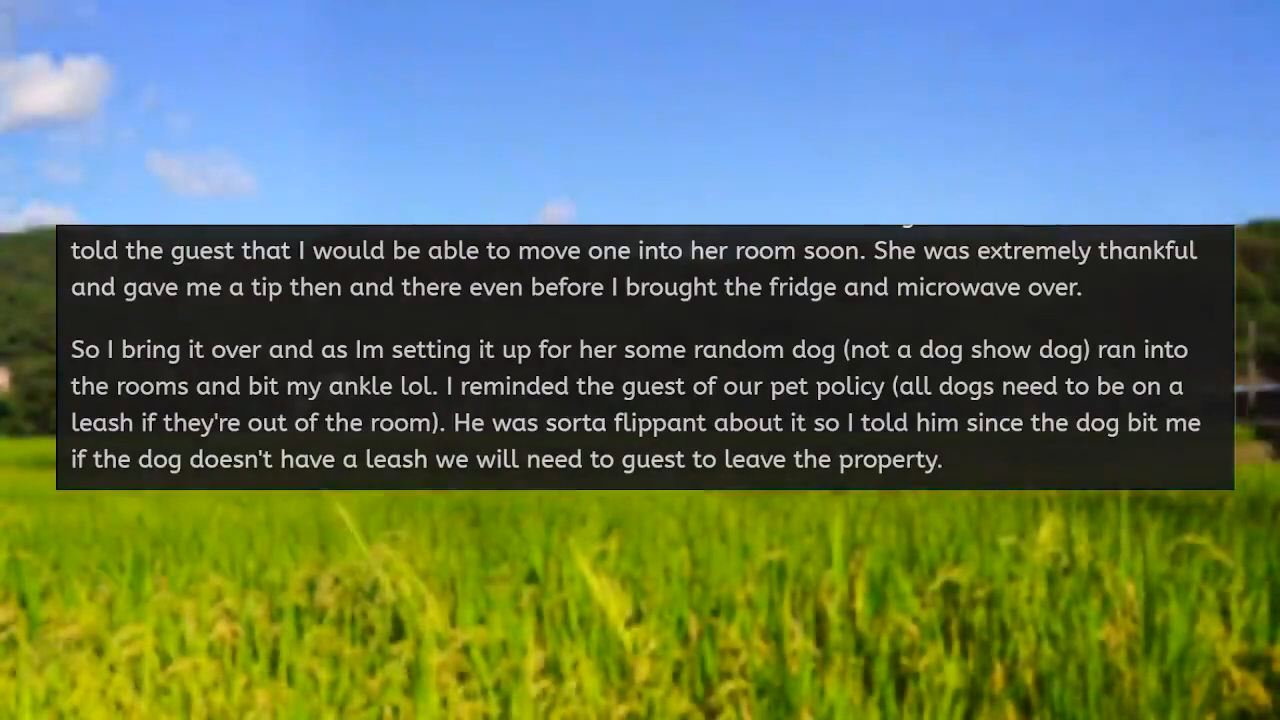 told the guest that I would be able to move one into her room soon. She was extremely thankful
and gave me a tip then and there even before I brought the fridge and microwave over.
So I bring it over and as Im setting it up for her some random dog (not a dog show dog) ran into
the rooms and bit my ankle lol. I reminded the guest of our pet policy (all dogs need to be on a
leash if they're out of the room). He was sorta flippant about it so I told him since the dog bit me
if the dog doesn't have a leash we will need to guest to leave the property.